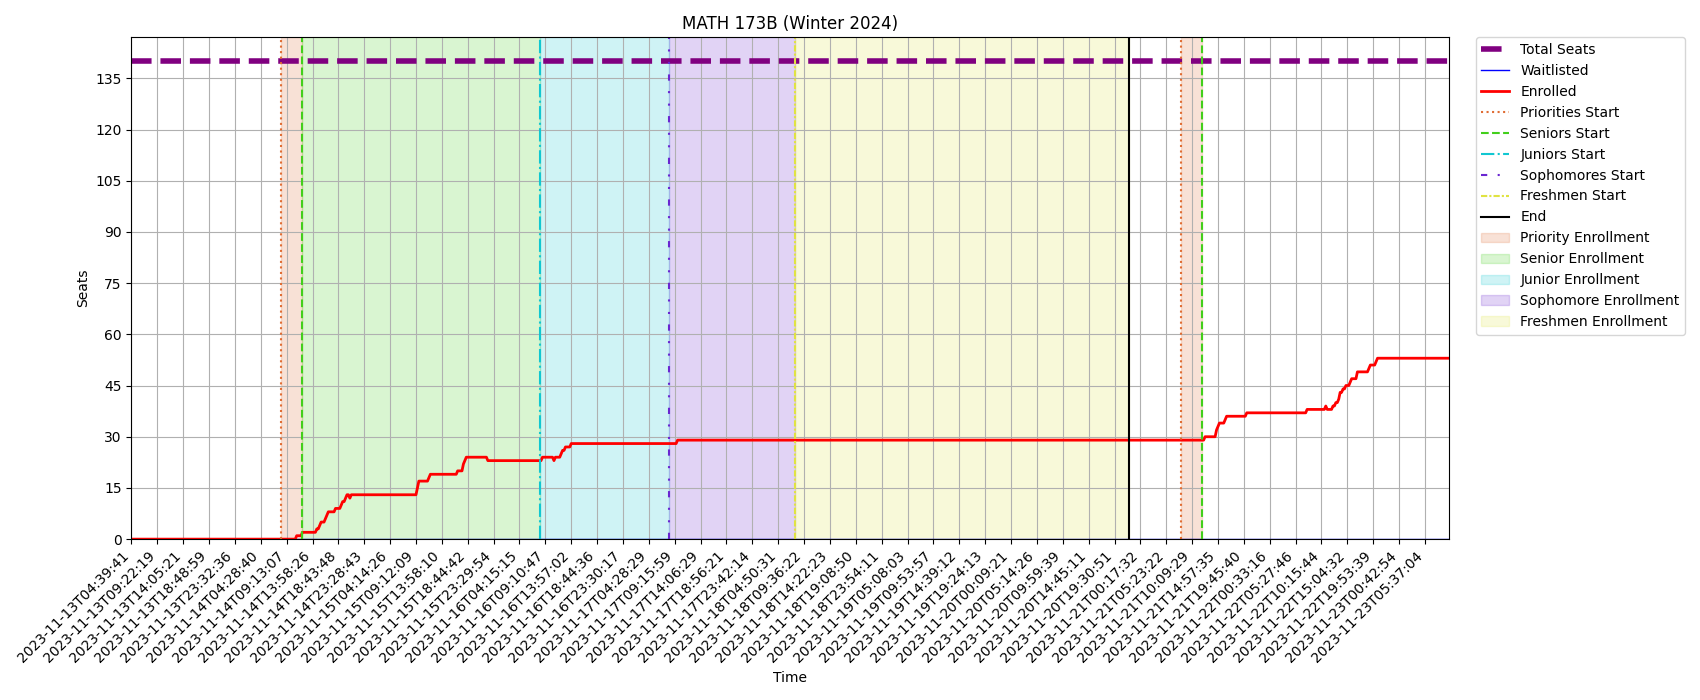 MATH 173B (Winter 2024)
Seats
135
120
105
90
75
60
45
30
15
0
2023-11-13T04:39:41
2023-11-13T09:22:19
2023-11-13T14:05:21
2023-11-13T18:48:59
2023-11-13T23:32:36
2023-11-14T04:28:40
2023-11-14T09:13:07
2023-11-14T13:58:26
2023-11-14T18:43:48
2023-11-14T23:28:43
2023-11-15T04:14:26
2023-11-15T09:12:09
2023-11-15T13:58:10
2023-11-15T18:44:42
2023-11-15T23:29:54
2023-11-16T04:15:15
2023-11-16T09:10:47
2023-11-16T13:57:02
2023-11-16T18:44:36
2023-11-16T23:30:17
2023-11-17T04:28:29
2023-11-17T09:15:59
2023-11-17T14:06:29
2023-11-17T18:56:21
2023-11-17T23:42:14
2023-11-18T04:50:31
2023-11-18T09:36:22
2023-11-18T14:22:23
2023-11-18T19:08:50
2023-11-18T23:54:11
2023-11-19T05:08:03
2023-11-19T09:53:57
2023-11-19T14:39:12
2023-11-19T19:24:13
2023-11-20T00:09:21
2023-11-20T05:14:26
2023-11-20T09:59:39
2023-11-20T14:45:11
2023-11-20T19:30:51
2023-11-21T00:17:32
2023-11-21T05:23:22
2023-11-21T10:09:29
2023-11-21T14:57:35
2023-11-21T19:45:40
2023-11-22T00:33:16
2023-11-22T05:27:46
2023-11-22T10:15:44
2023-11-22T15:04:32
2023-11-22T19:53:39
2023-11-23T00:42:54
2023-11-23T05:37:04
Time
Total Seats
Waitlisted
Enrolled
Priorities Start
Seniors Start
Juniors Start
Sophomores Start
Freshmen Start
End
Priority Enrollment
Senior Enrollment
Junior Enrollment
Sophomore Enrollment
Freshmen Enrollment